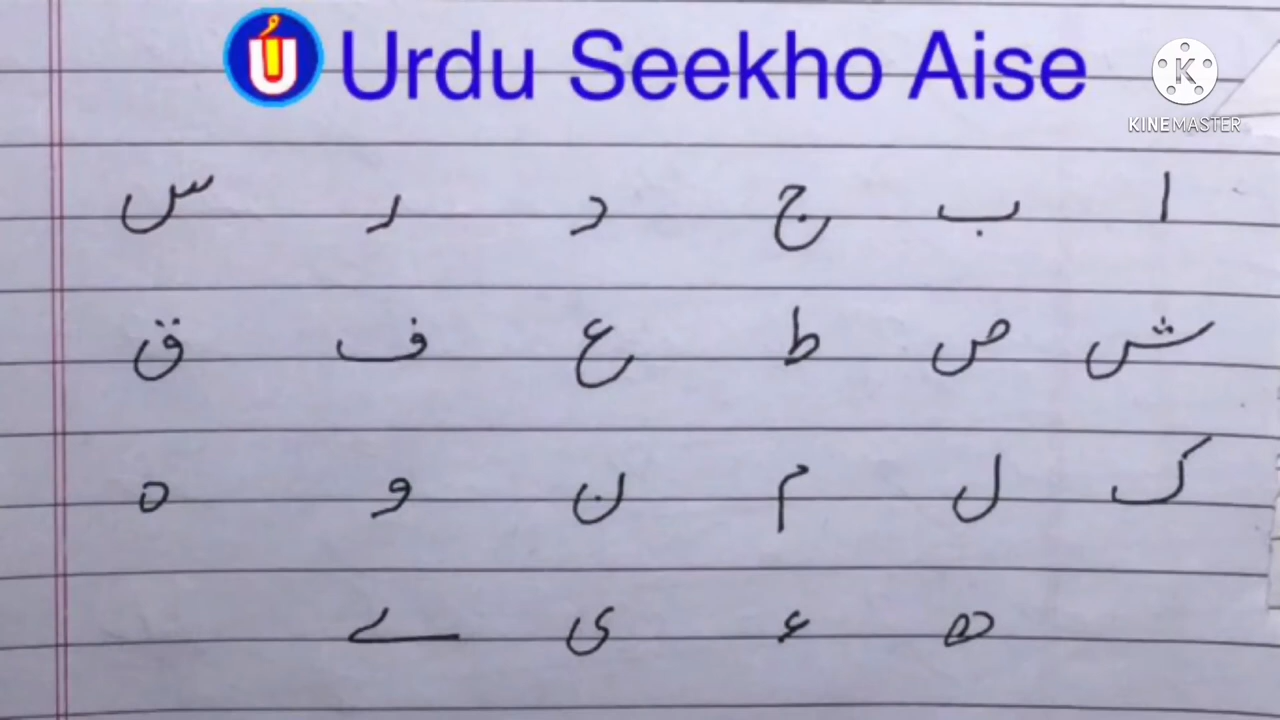 Urdu Seekho Aise
KINEMASTER
ا ب ج د ر س
ش ص ط ع ف ق
ک ل م ن و ہ
ھ ء ی ے